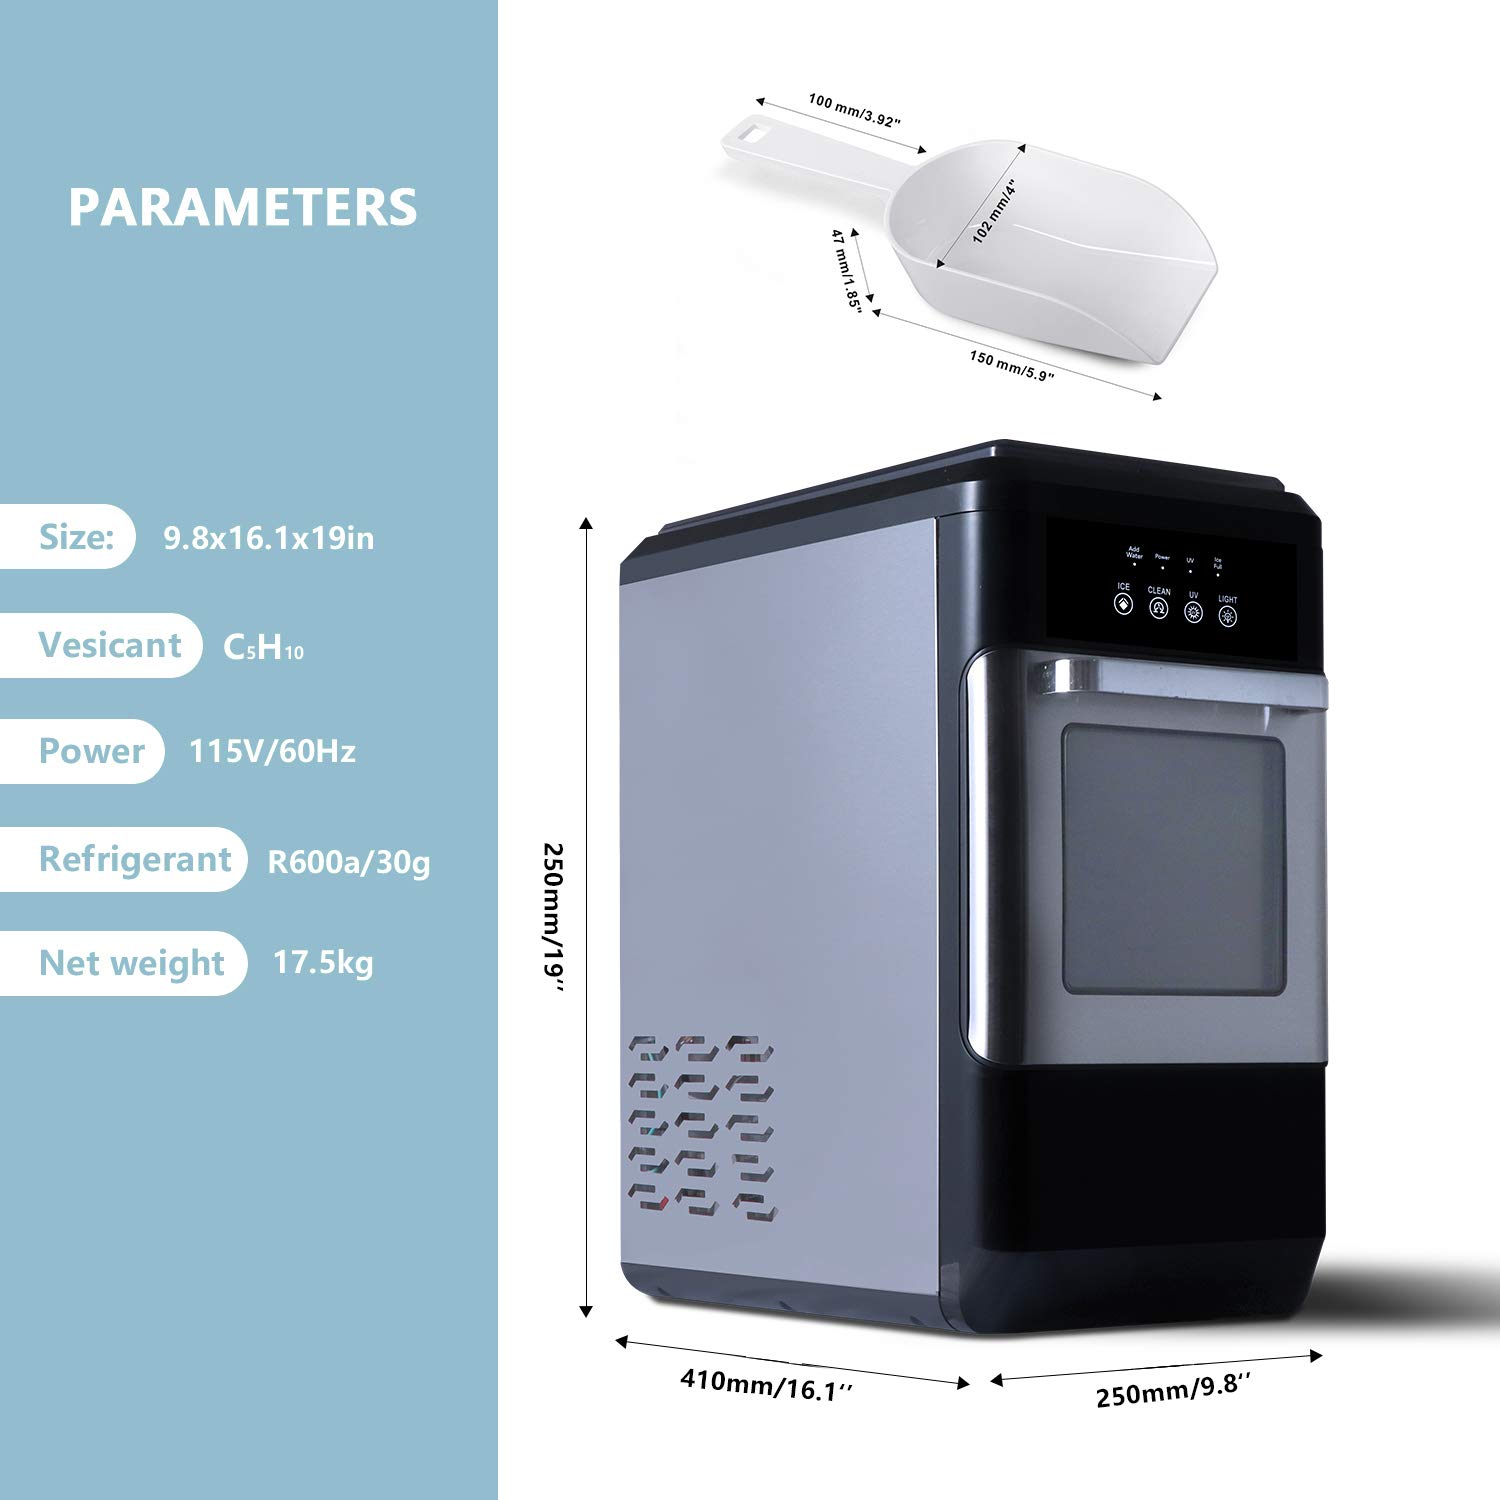 PARAMETERS
Size: 9.8x16.1x19in
Vesicant C₅H₁₀
Power 115V/60Hz
Refrigerant R600a/30g
Net weight 17.5kg
100 mm/3.92"
102 mm/4"
47 mm/1.85"
150 mm/5.9"
Add Water Power UV Ice Full
ICE CLEAN UV LIGHT
250mm/19‘’
410mm/16.1‘’
250mm/9.8‘’